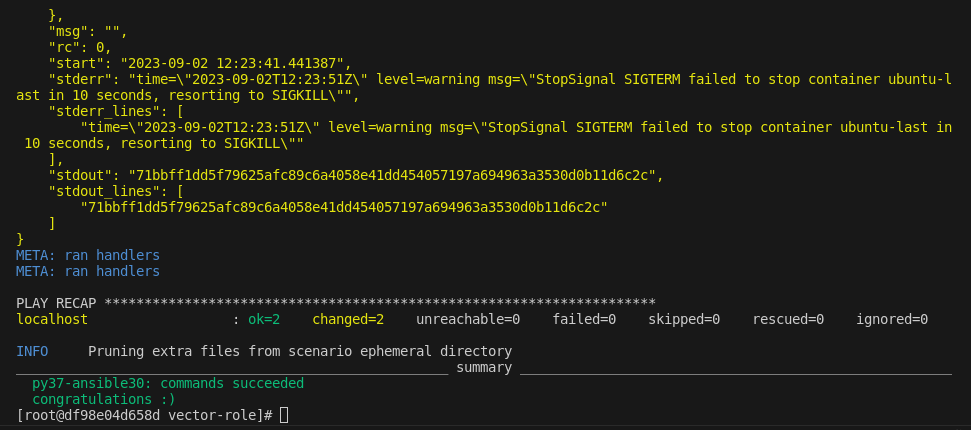 },
    "msg": "",
    "rc": 0,
    "start": "2023-09-02 12:23:41.441387",
    "stderr": "time=\"2023-09-02T12:23:51Z\" level=warning msg=\"StopSignal SIGTERM failed to stop container ubuntu-l
ast in 10 seconds, resorting to SIGKILL\"",
    "stderr_lines": [
        "time=\"2023-09-02T12:23:51Z\" level=warning msg=\"StopSignal SIGTERM failed to stop container ubuntu-last in
 10 seconds, resorting to SIGKILL\""
    ],
    "stdout": "71bbff1dd5f79625afc89c6a4058e41dd454057197a694963a3530d0b11d6c2c",
    "stdout_lines": [
        "71bbff1dd5f79625afc89c6a4058e41dd454057197a694963a3530d0b11d6c2c"
    ]
}
META: ran handlers
META: ran handlers
PLAY RECAP *********************************************************************
localhost                  : ok=2    changed=2    unreachable=0    failed=0    skipped=0    rescued=0    ignored=0
INFO     Pruning extra files from scenario ephemeral directory
______________________________________________________ summary ______________________________________________________
  py37-ansible30: commands succeeded
  congratulations :)
[root@df98e04d658d vector-role]#